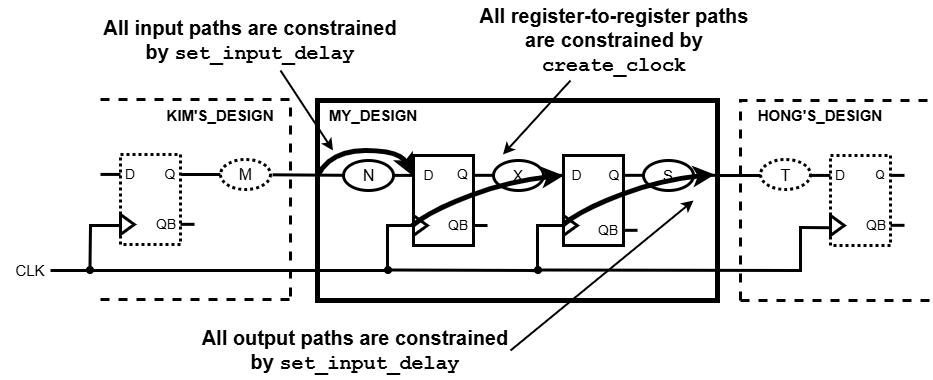 All input paths are constrained
by set_input_delay
All register-to-register paths
are constrained by
create_clock
KIM'S_DESIGN
MY_DESIGN
HONG'S_DESIGN
D
Q
M
N
D
Q
X
D
Q
S
T
D
Q
QB
QB
QB
QB
CLK
All output paths are constrained
by set_input_delay